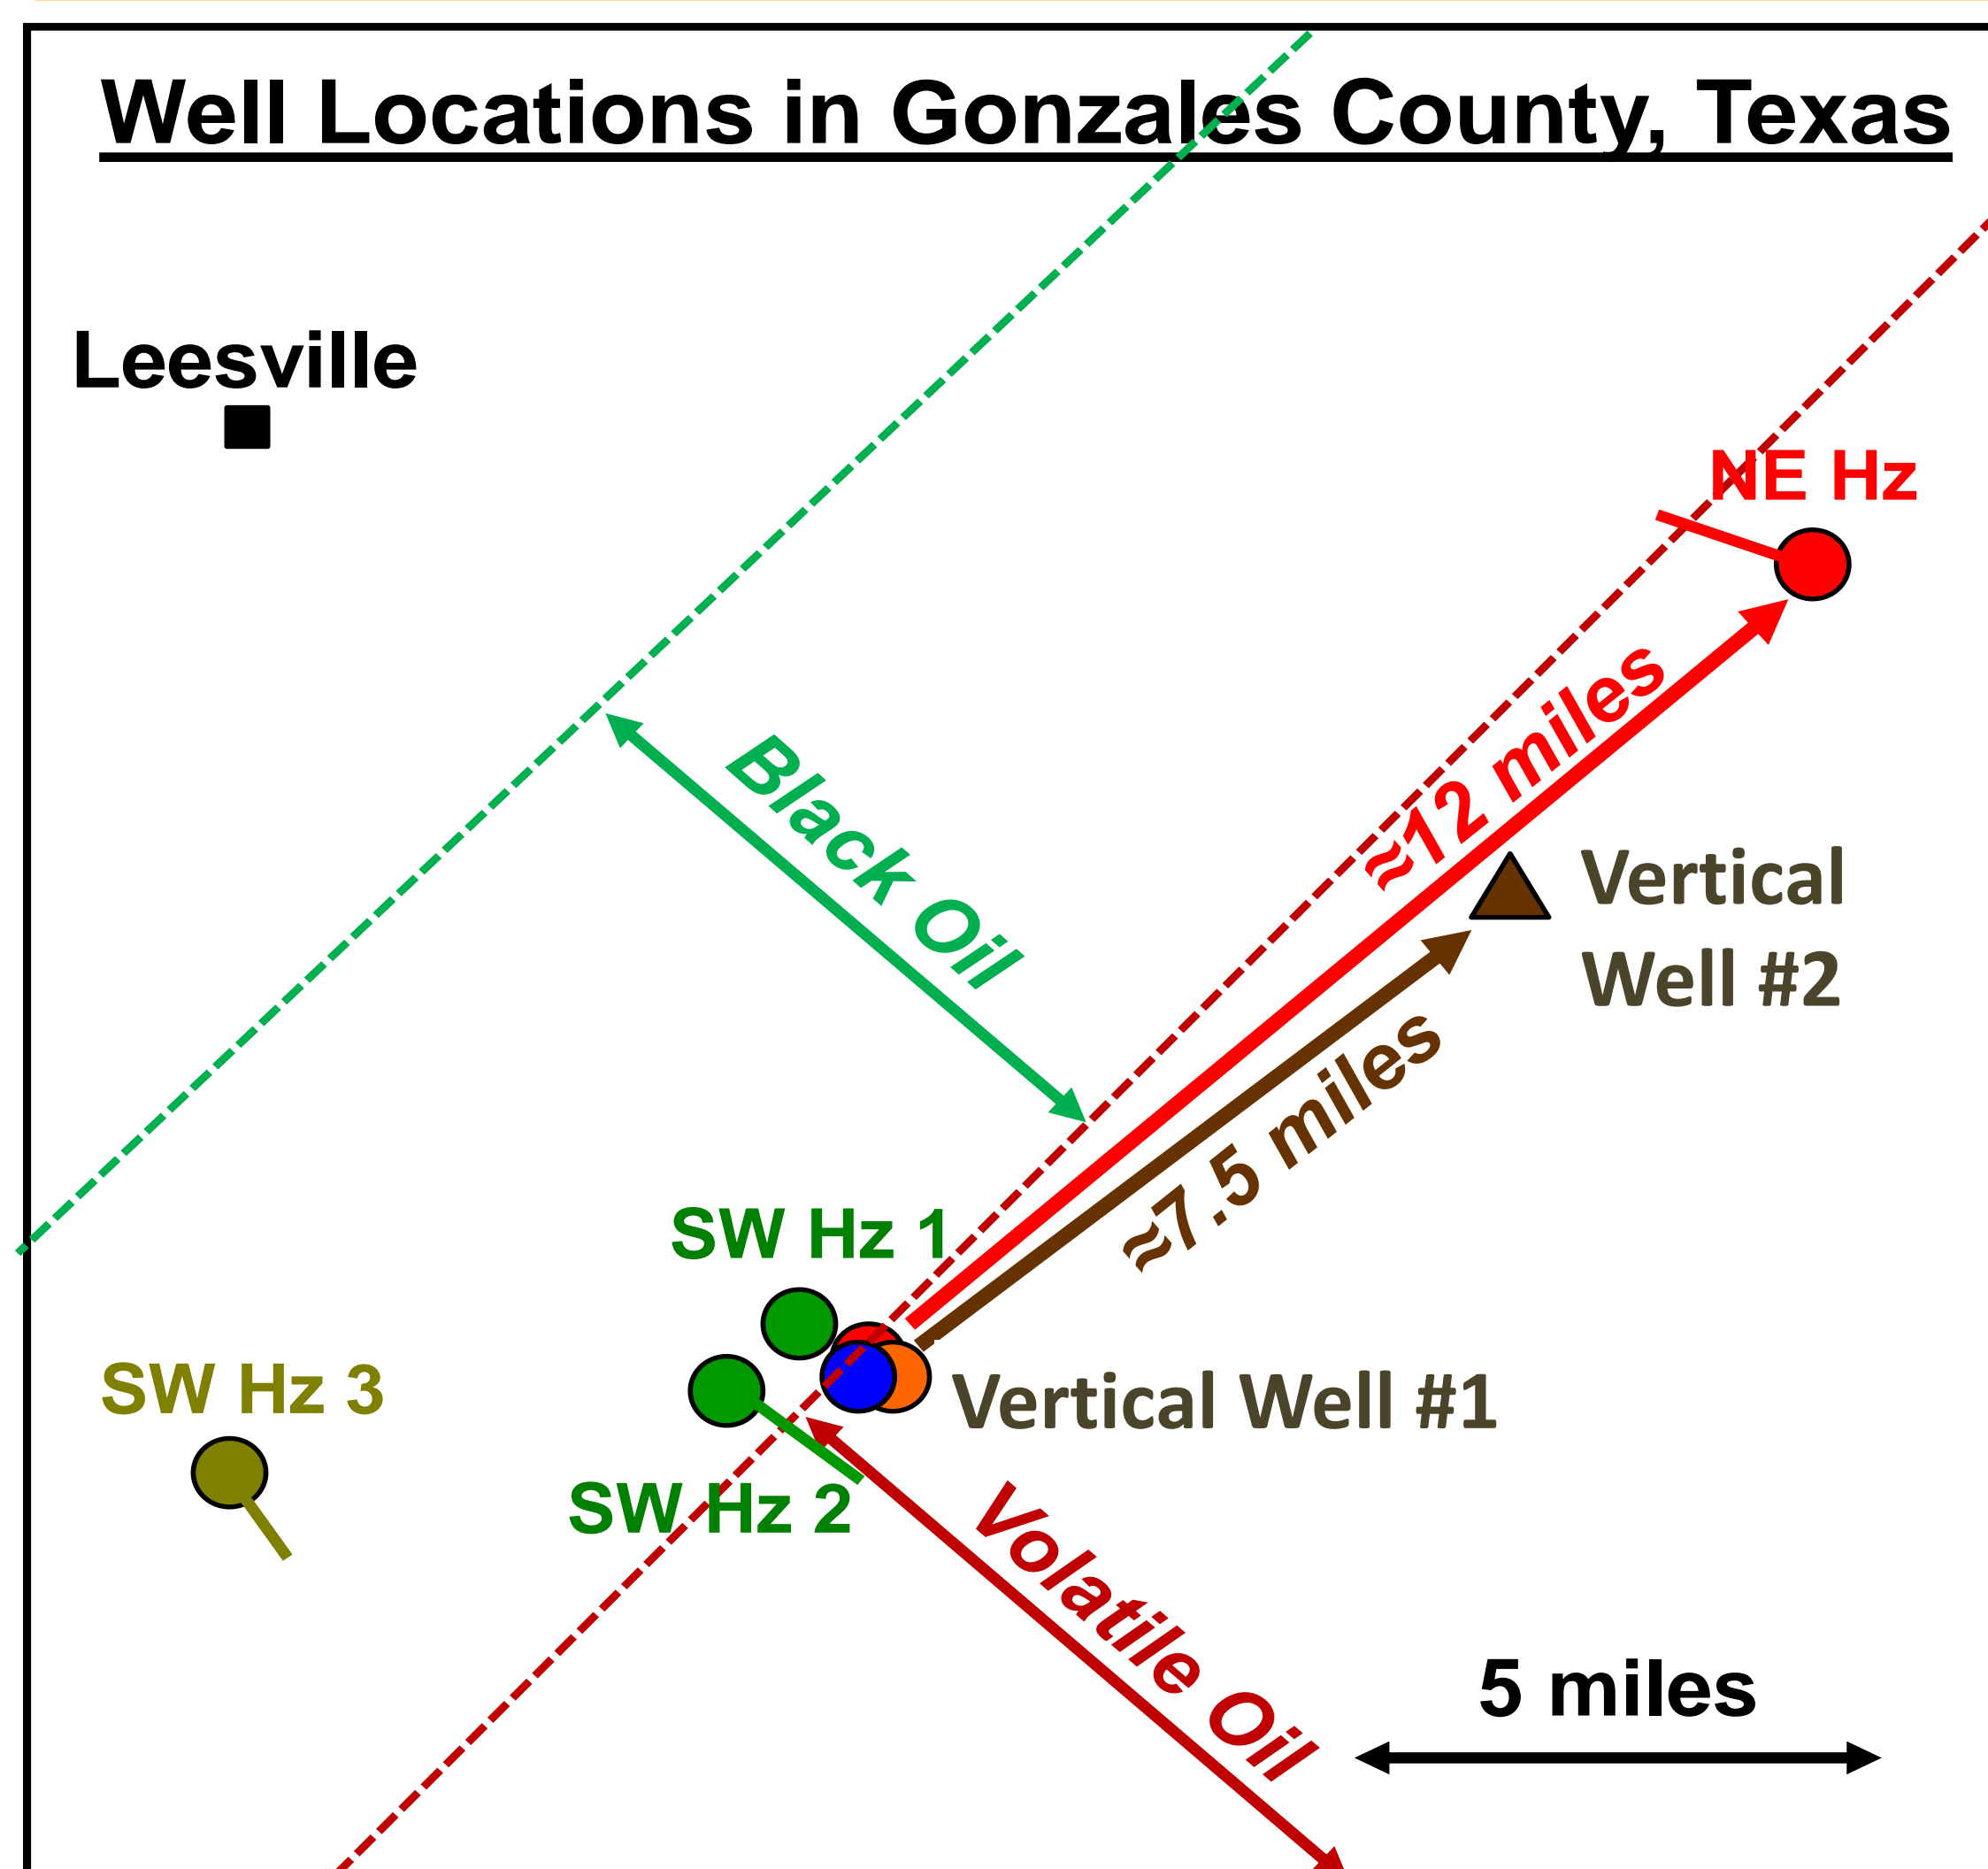 Well Locations in Gonzales County, Texas
Leesville
NE Hz
Black Oil
≈12 miles
Vertical
Well #2
≈7.5 miles
SW Hz 1
SW Hz 3
Vertical Well #1
SW Hz 2
Volatile Oil
5 miles